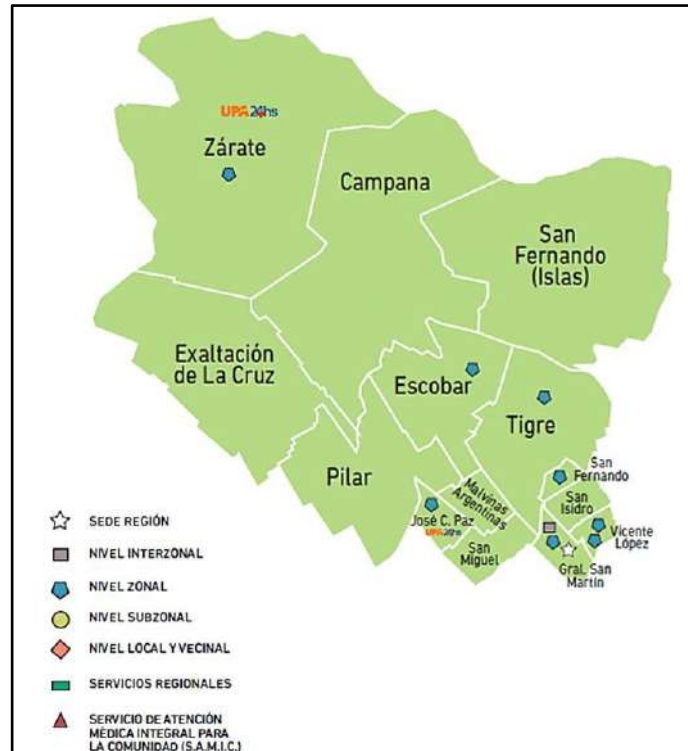 UPA24hs
Zárate
Campana
San
Fernando
(Islas)
Exaltación
de La Cruz
Escobar
Tigre
Pilar
San
Fernando
Malvinas
Argentinas
San
Isidro
José C. Paz
UPA24hs
Vicente
López
San
Miguel
Gral. San
Martín
SEDE REGIÓN
NIVEL INTERZONAL
NIVEL ZONAL
NIVEL SUBZONAL
NIVEL LOCAL Y VECINAL
SERVICIOS REGIONALES
SERVICIO DE ATENCIÓN
MÉDICA INTEGRAL PARA
LA COMUNIDAD (S.A.M.I.C.)